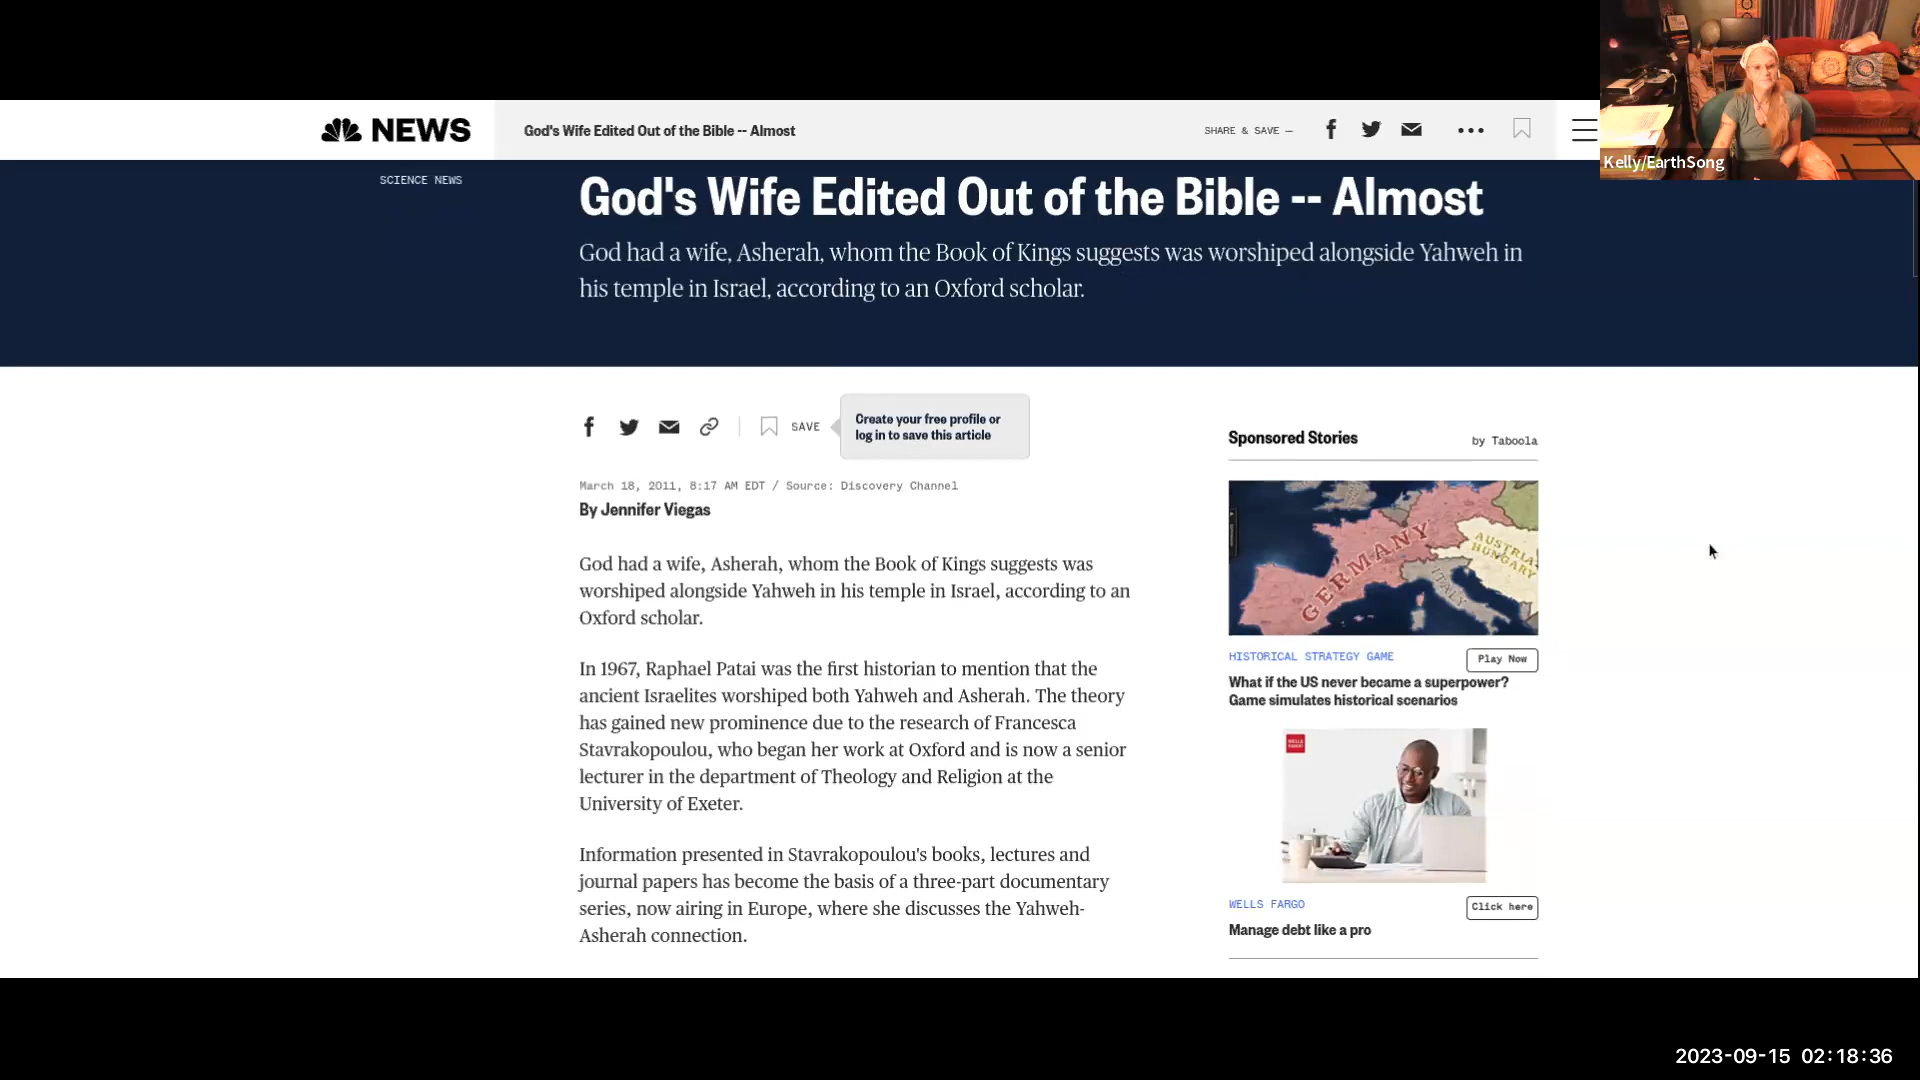 NEWS
God's Wife Edited Out of the Bible -- Almost
SHARE & SAVE —
Kelly/EarthSong
SCIENCE NEWS
God's Wife Edited Out of the Bible -- Almost
God had a wife, Asherah, whom the Book of Kings suggests was worshiped alongside Yahweh in
his temple in Israel, according to an Oxford scholar.
SAVE
Create your free profile or
log in to save this article
March 18, 2011, 8:17 AM EDT / Source: Discovery Channel
By Jennifer Viegas
God had a wife, Asherah, whom the Book of Kings suggests was
worshiped alongside Yahweh in his temple in Israel, according to an
Oxford scholar.
In 1967, Raphael Patai was the first historian to mention that the
ancient Israelites worshiped both Yahweh and Asherah. The theory
has gained new prominence due to the research of Francesca
Stavrakopoulou, who began her work at Oxford and is now a senior
lecturer in the department of Theology and Religion at the
University of Exeter.
Information presented in Stavrakopoulou's books, lectures and
journal papers has become the basis of a three-part documentary
series, now airing in Europe, where she discusses the Yahweh-
Asherah connection.
Sponsored Stories
by Taboola
GERMANY
AUSTRIA
HUNGARY
ITALY
HISTORICAL STRATEGY GAME
Play Now
What if the US never became a superpower?
Game simulates historical scenarios
WELLS
FARGO
WELLS FARGO
Click here
Manage debt like a pro
2023-09-15 02:18:36